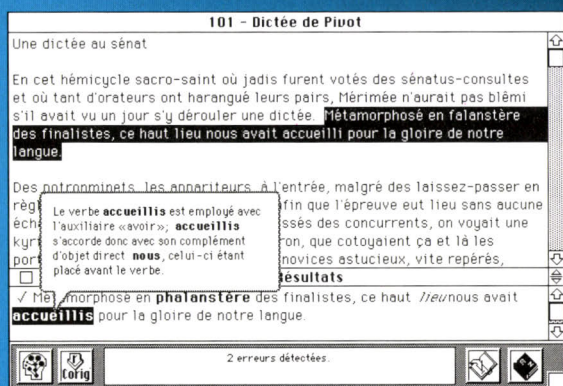 101 - Dictée de Pivot
Une dictée au sénat
En cet hémicycle sacro-saint où jadis furent votés des sénatus-consultes
et où tant d'orateurs ont harangué leurs pairs, Mérimée n'aurait pas blêmi
s'il avait vu un jour s'y dérouler une dictée. Métamorphosé en falanstère
des finalistes, ce haut lieu nous avait accueilli pour la gloire de notre
langue.
Des potronminets, les appariteurs, à l'entrée, malgré des laissez-passer en
règ afin que l'épreuve eut lieu sans aucune
éch ssés des concurrents, on voyait une
kyr ron, que cotoyaient ça et là les
por novices astucieux, vite repérés,
Le verbe accueillis est employé avec
l'auxiliaire «avoir»; accueillis
s'accorde donc avec son complément
d'objet direct nous, celui-ci étant
placé avant le verbe.
Résultats
✓ Métamorphosé en phalanstère des finalistes, ce haut lieu nous avait
accueillis pour la gloire de notre langue.
Corig
2 erreurs détectées.